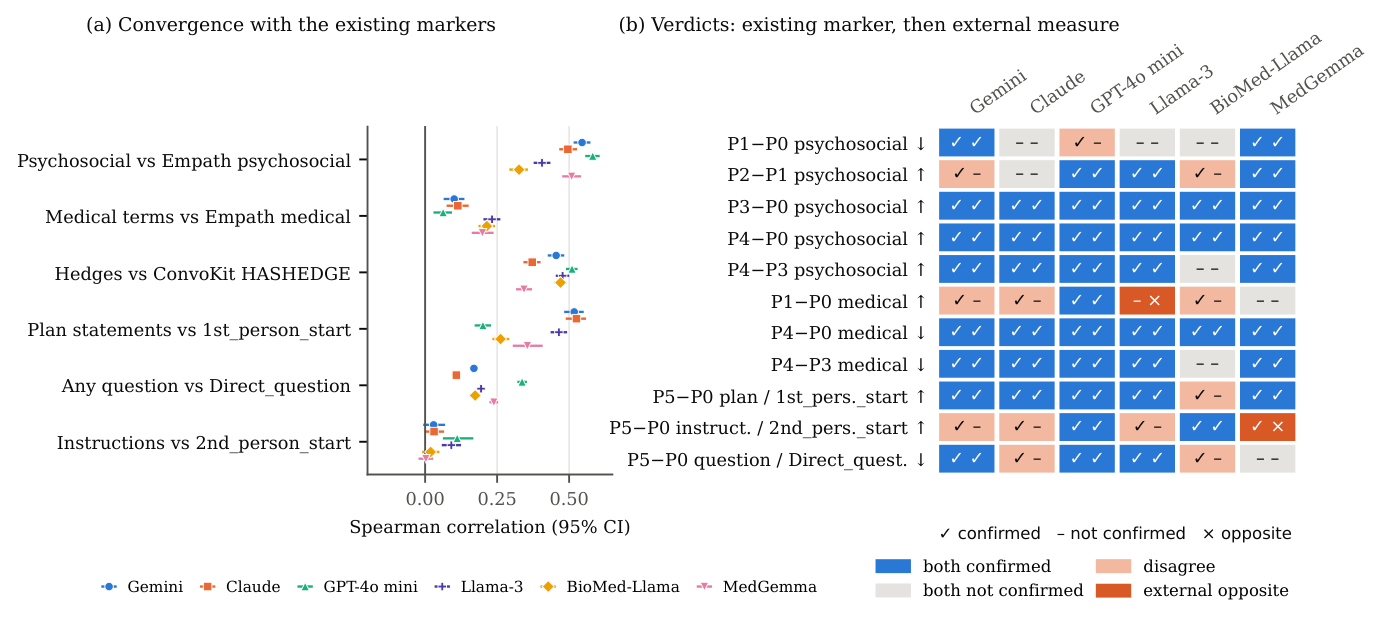 (a) Convergence with the existing markers
Psychosocial vs Empath psychosocial
Medical terms vs Empath medical
Hedges vs ConvoKit HASHEDGE
Plan statements vs 1st_person_start
Any question vs Direct_question
Instructions vs 2nd_person_start
0.00 0.25 0.50
Spearman correlation (95% CI)
Gemini Claude GPT-4o mini Llama-3 BioMed-Llama MedGemma
(b) Verdicts: existing marker, then external measure
Gemini Claude GPT-4o mini Llama-3 BioMed-Llama MedGemma
P1−P0 psychosocial ↓ ✓ ✓ – – ✓ – – – – – ✓ ✓
P2−P1 psychosocial ↑ ✓ – – – ✓ ✓ ✓ ✓ ✓ – ✓ ✓
P3−P0 psychosocial ↑ ✓ ✓ ✓ ✓ ✓ ✓ ✓ ✓ ✓ ✓ ✓ ✓
P4−P0 psychosocial ↑ ✓ ✓ ✓ ✓ ✓ ✓ ✓ ✓ ✓ ✓ ✓ ✓
P4−P3 psychosocial ↑ ✓ ✓ ✓ ✓ ✓ ✓ ✓ ✓ – – ✓ ✓
P1−P0 medical ↑ ✓ – ✓ – ✓ ✓ – × ✓ – – –
P4−P0 medical ↓ ✓ ✓ ✓ ✓ ✓ ✓ ✓ ✓ ✓ ✓ ✓ ✓
P4−P3 medical ↓ ✓ ✓ ✓ ✓ ✓ ✓ ✓ ✓ – – ✓ ✓
P5−P0 plan / 1st_pers._start ↑ ✓ ✓ ✓ ✓ ✓ ✓ ✓ ✓ ✓ – ✓ ✓
P5−P0 instruct. / 2nd_pers._start ↑ ✓ – ✓ – ✓ ✓ ✓ – ✓ ✓ ✓ ×
P5−P0 question / Direct_quest. ↓ ✓ ✓ ✓ – ✓ ✓ ✓ ✓ ✓ – – –
✓ confirmed – not confirmed × opposite
both confirmed disagree
both not confirmed external opposite